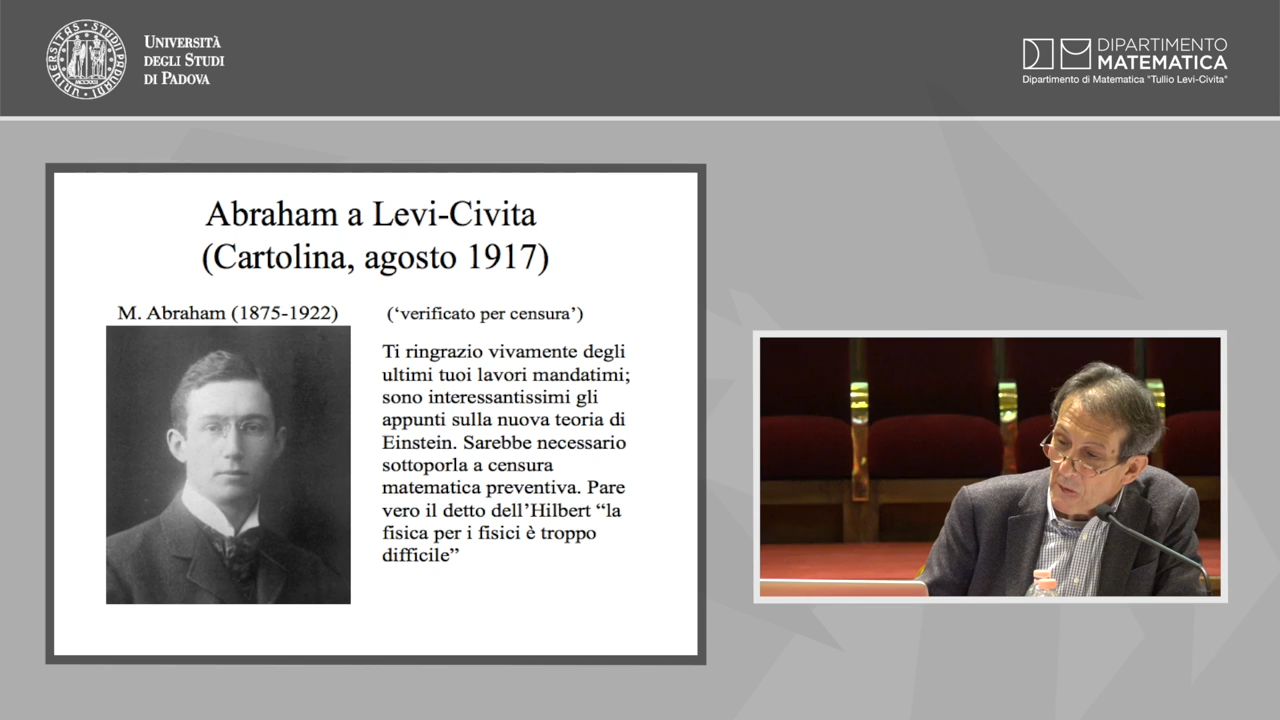 UNIVERSITÀ
DEGLI STUDI
DI PADOVA
DIPARTIMENTO
MATEMATICA
Dipartimento di Matematica "Tullio Levi-Civita"
Abraham a Levi-Civita
(Cartolina, agosto 1917)
M. Abraham (1875-1922)
(‘verificato per censura’)
Ti ringrazio vivamente degli
ultimi tuoi lavori mandatimi;
sono interessantissimi gli
appunti sulla nuova teoria di
Einstein. Sarebbe necessario
sottoporla a censura
matematica preventiva. Pare
vero il detto dell’Hilbert “la
fisica per i fisici è troppo
difficile”